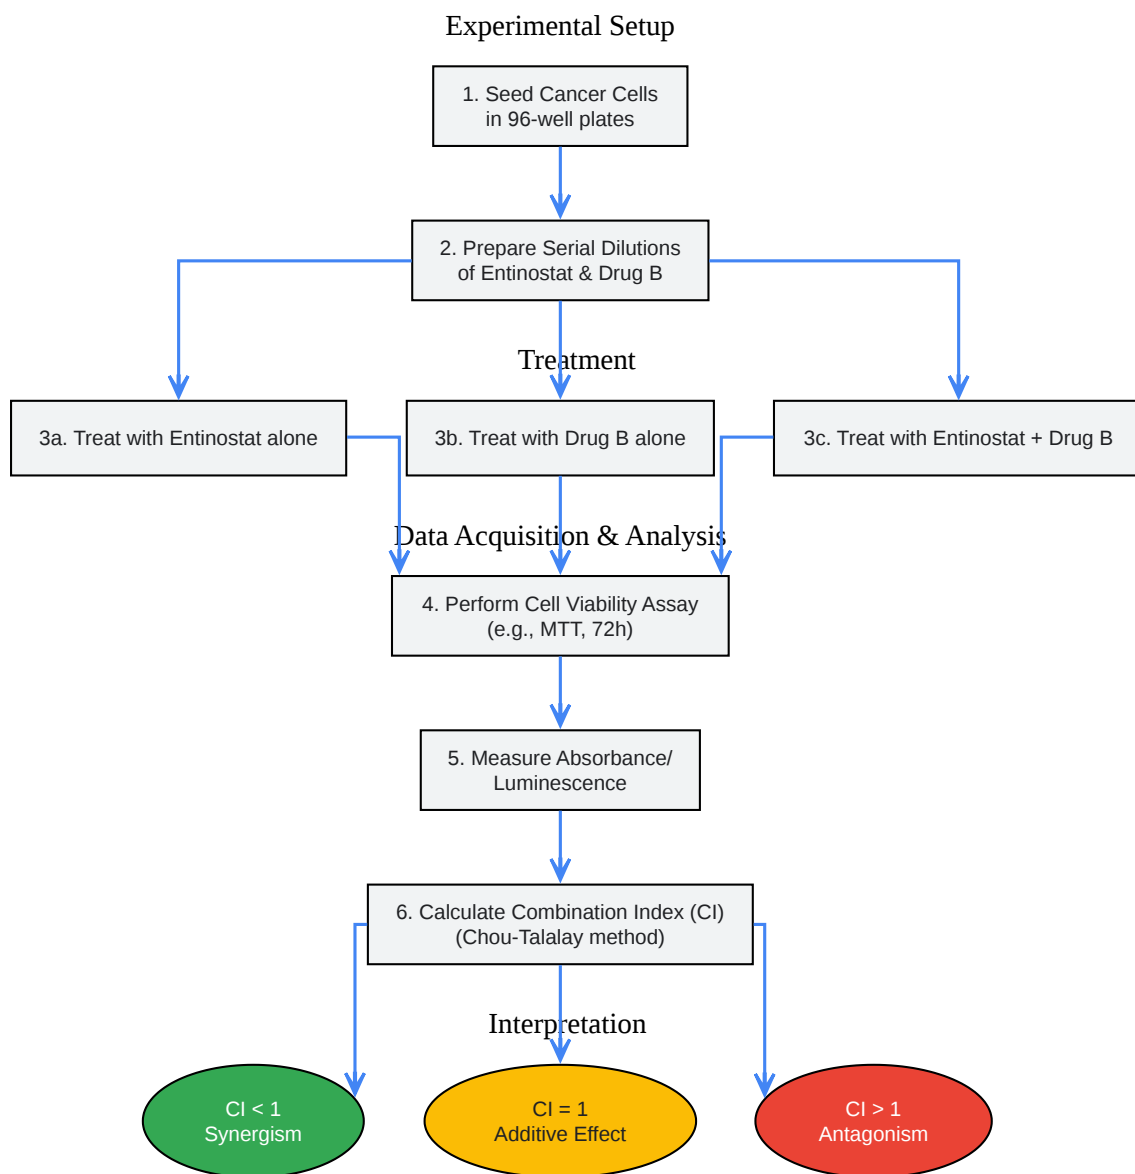 Experimental Setup
1. Seed Cancer Cells
in 96-well plates
2. Prepare Serial Dilutions
of Entinostat & Drug B
Treatment
3a. Treat with Entinostat alone
3b. Treat with Drug B alone
3c. Treat with Entinostat + Drug B
Data Acquisition & Analysis
4. Perform Cell Viability Assay
(e.g., MTT, 72h)
5. Measure Absorbance/
Luminescence
6. Calculate Combination Index (CI)
(Chou-Talalay method)
Interpretation
CI < 1
Synergism
CI = 1
Additive Effect
CI > 1
Antagonism